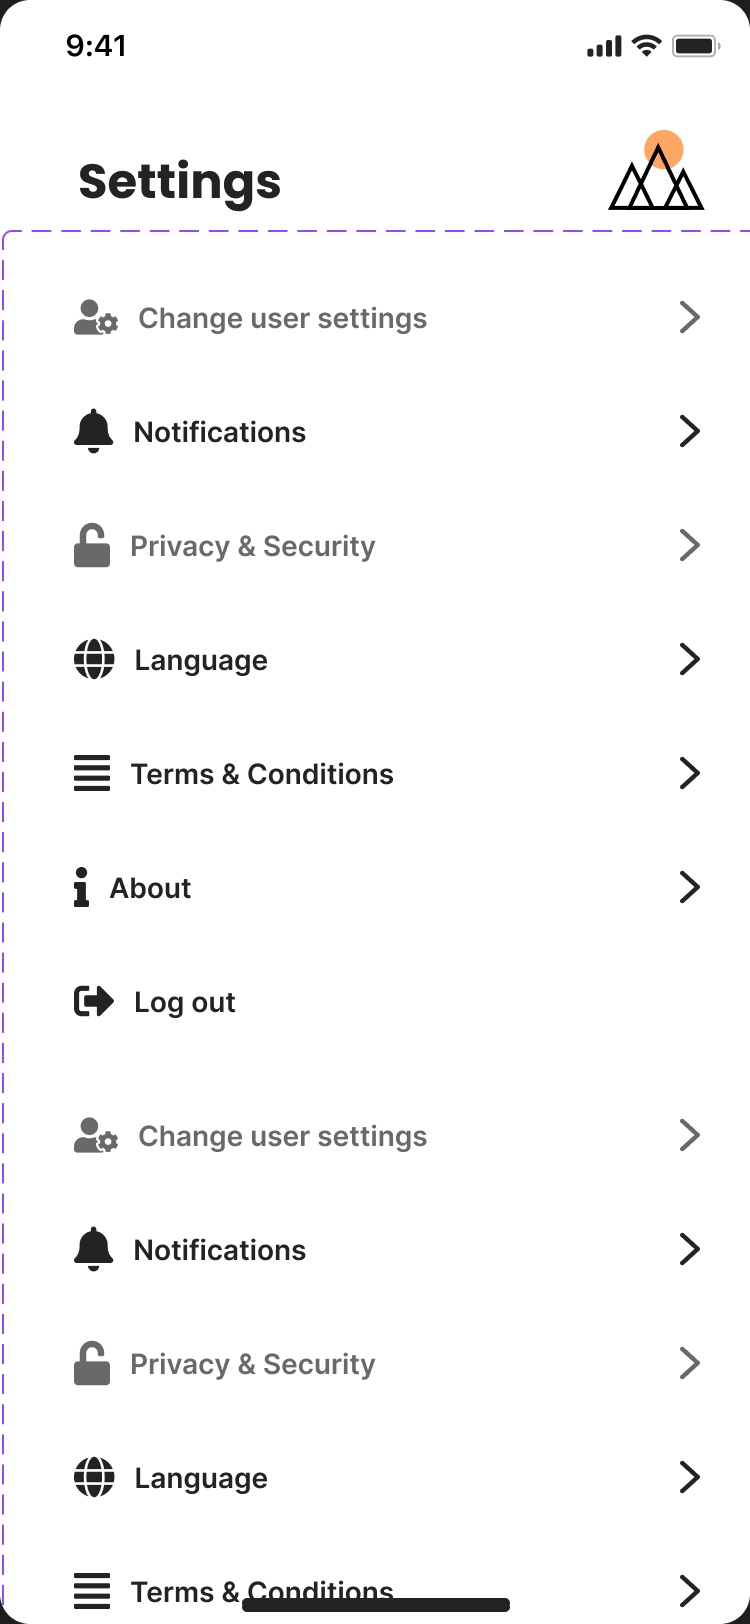 9:41
Settings
Change user settings
Notifications
Privacy & Security
Language
Terms & Conditions
About
Log out
Change user settings
Notifications
Privacy & Security
Language
Terms & Conditions